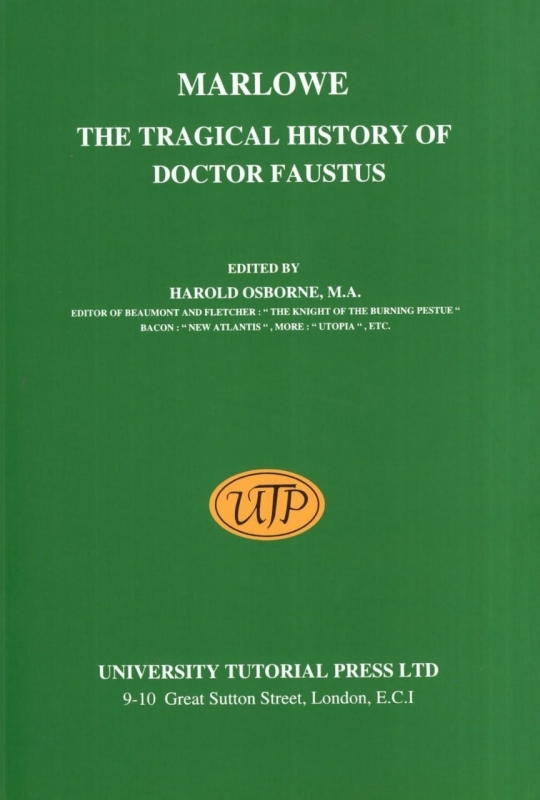 MARLOWE
THE TRAGICAL HISTORY OF
DOCTOR FAUSTUS
EDITED BY
HAROLD OSBORNE, M.A.
EDITOR OF BEAUMONT AND FLETCHER : “ THE KNIGHT OF THE BURNING PESTUE “
BACON : “ NEW ATLANTIS “ , MORE : “ UTOPIA “ , ETC.
UTP
UNIVERSITY TUTORIAL PRESS LTD
9-10 Great Sutton Street, London, E.C.I